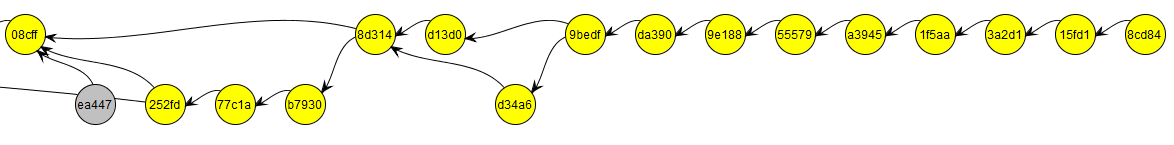 08cff 8d314 d13d0 9bedf da390 9e188 55579 a3945 1f5aa 3a2d1 15fd1 8cd84
ea447 252fd 77c1a b7930 d34a6